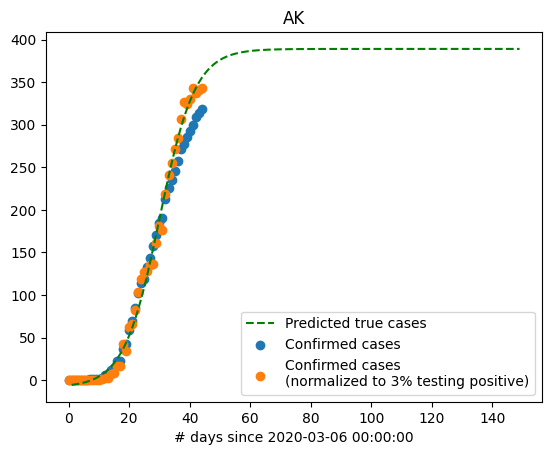 AK
400
350
300
250
200
150
100
50
0
Predicted true cases
Confirmed cases
Confirmed cases
(normalized to 3% testing positive)
0 20 40 60 80 100 120 140
# days since 2020-03-06 00:00:00